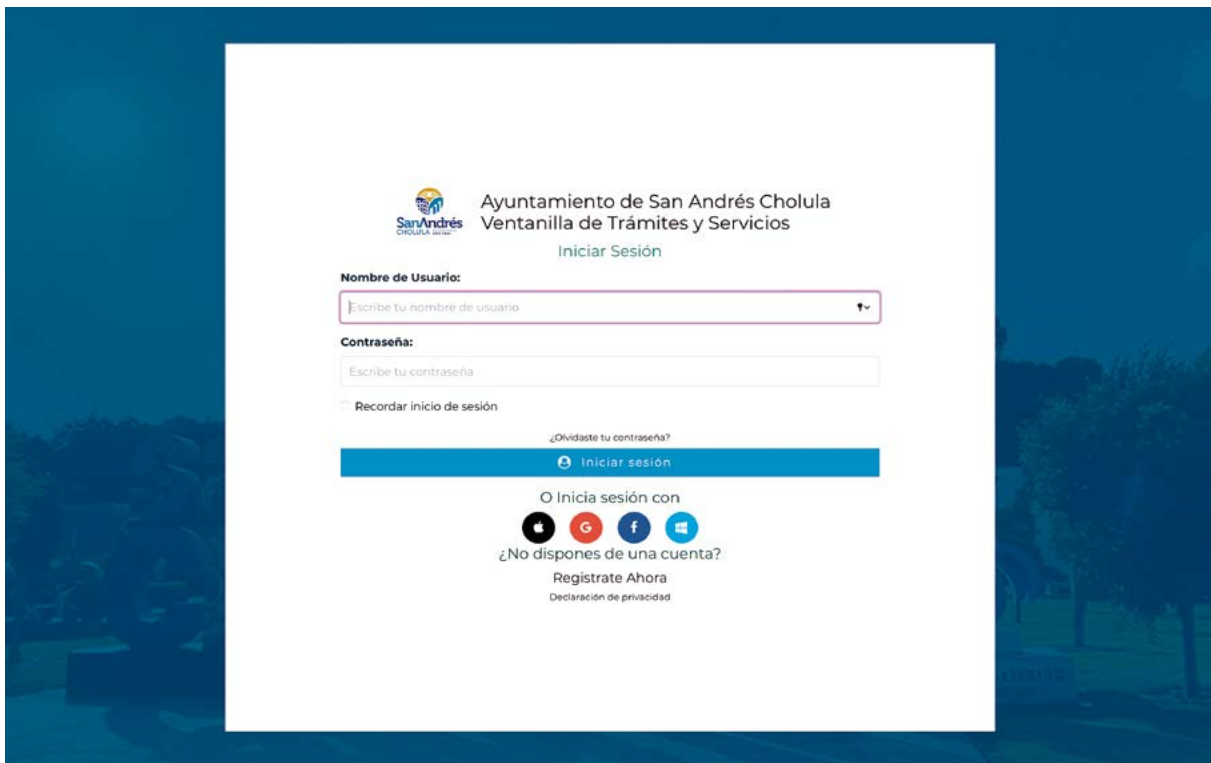 SanAndrés
CHOLULA
Ayuntamiento de San Andrés Cholula
Ventanilla de Trámites y Servicios
Iniciar Sesión
Nombre de Usuario:
Escribe tu nombre de usuario
Contraseña:
Escribe tu contraseña
Recordar inicio de sesión
¿Olvidaste tu contraseña?
Iniciar sesión
O Inicia sesión con
¿No dispones de una cuenta?
Registrate Ahora
Declaración de privacidad